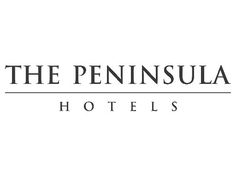 THE PENINSULA
HOTELS